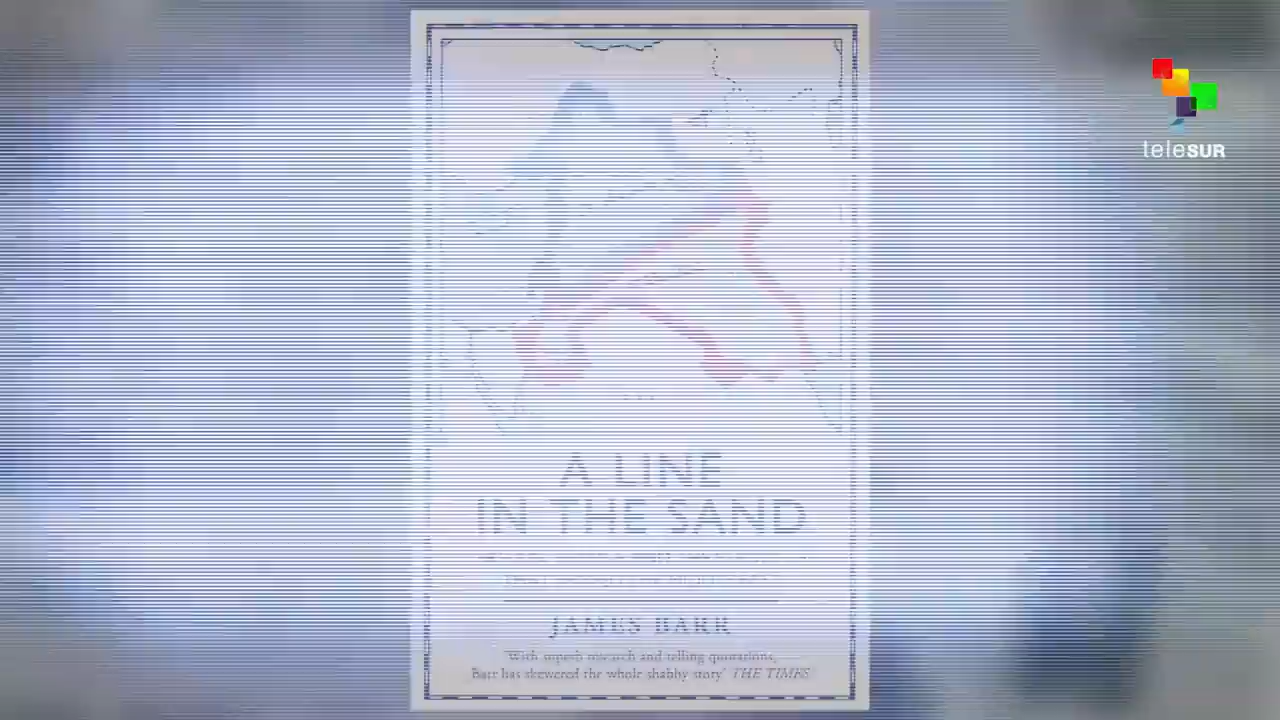 teleSUR
A LINE
IN THE SAND
JAMES BARR
'With superb research and telling quotations,
Barr has skewered the whole shabby story' THE TIMES